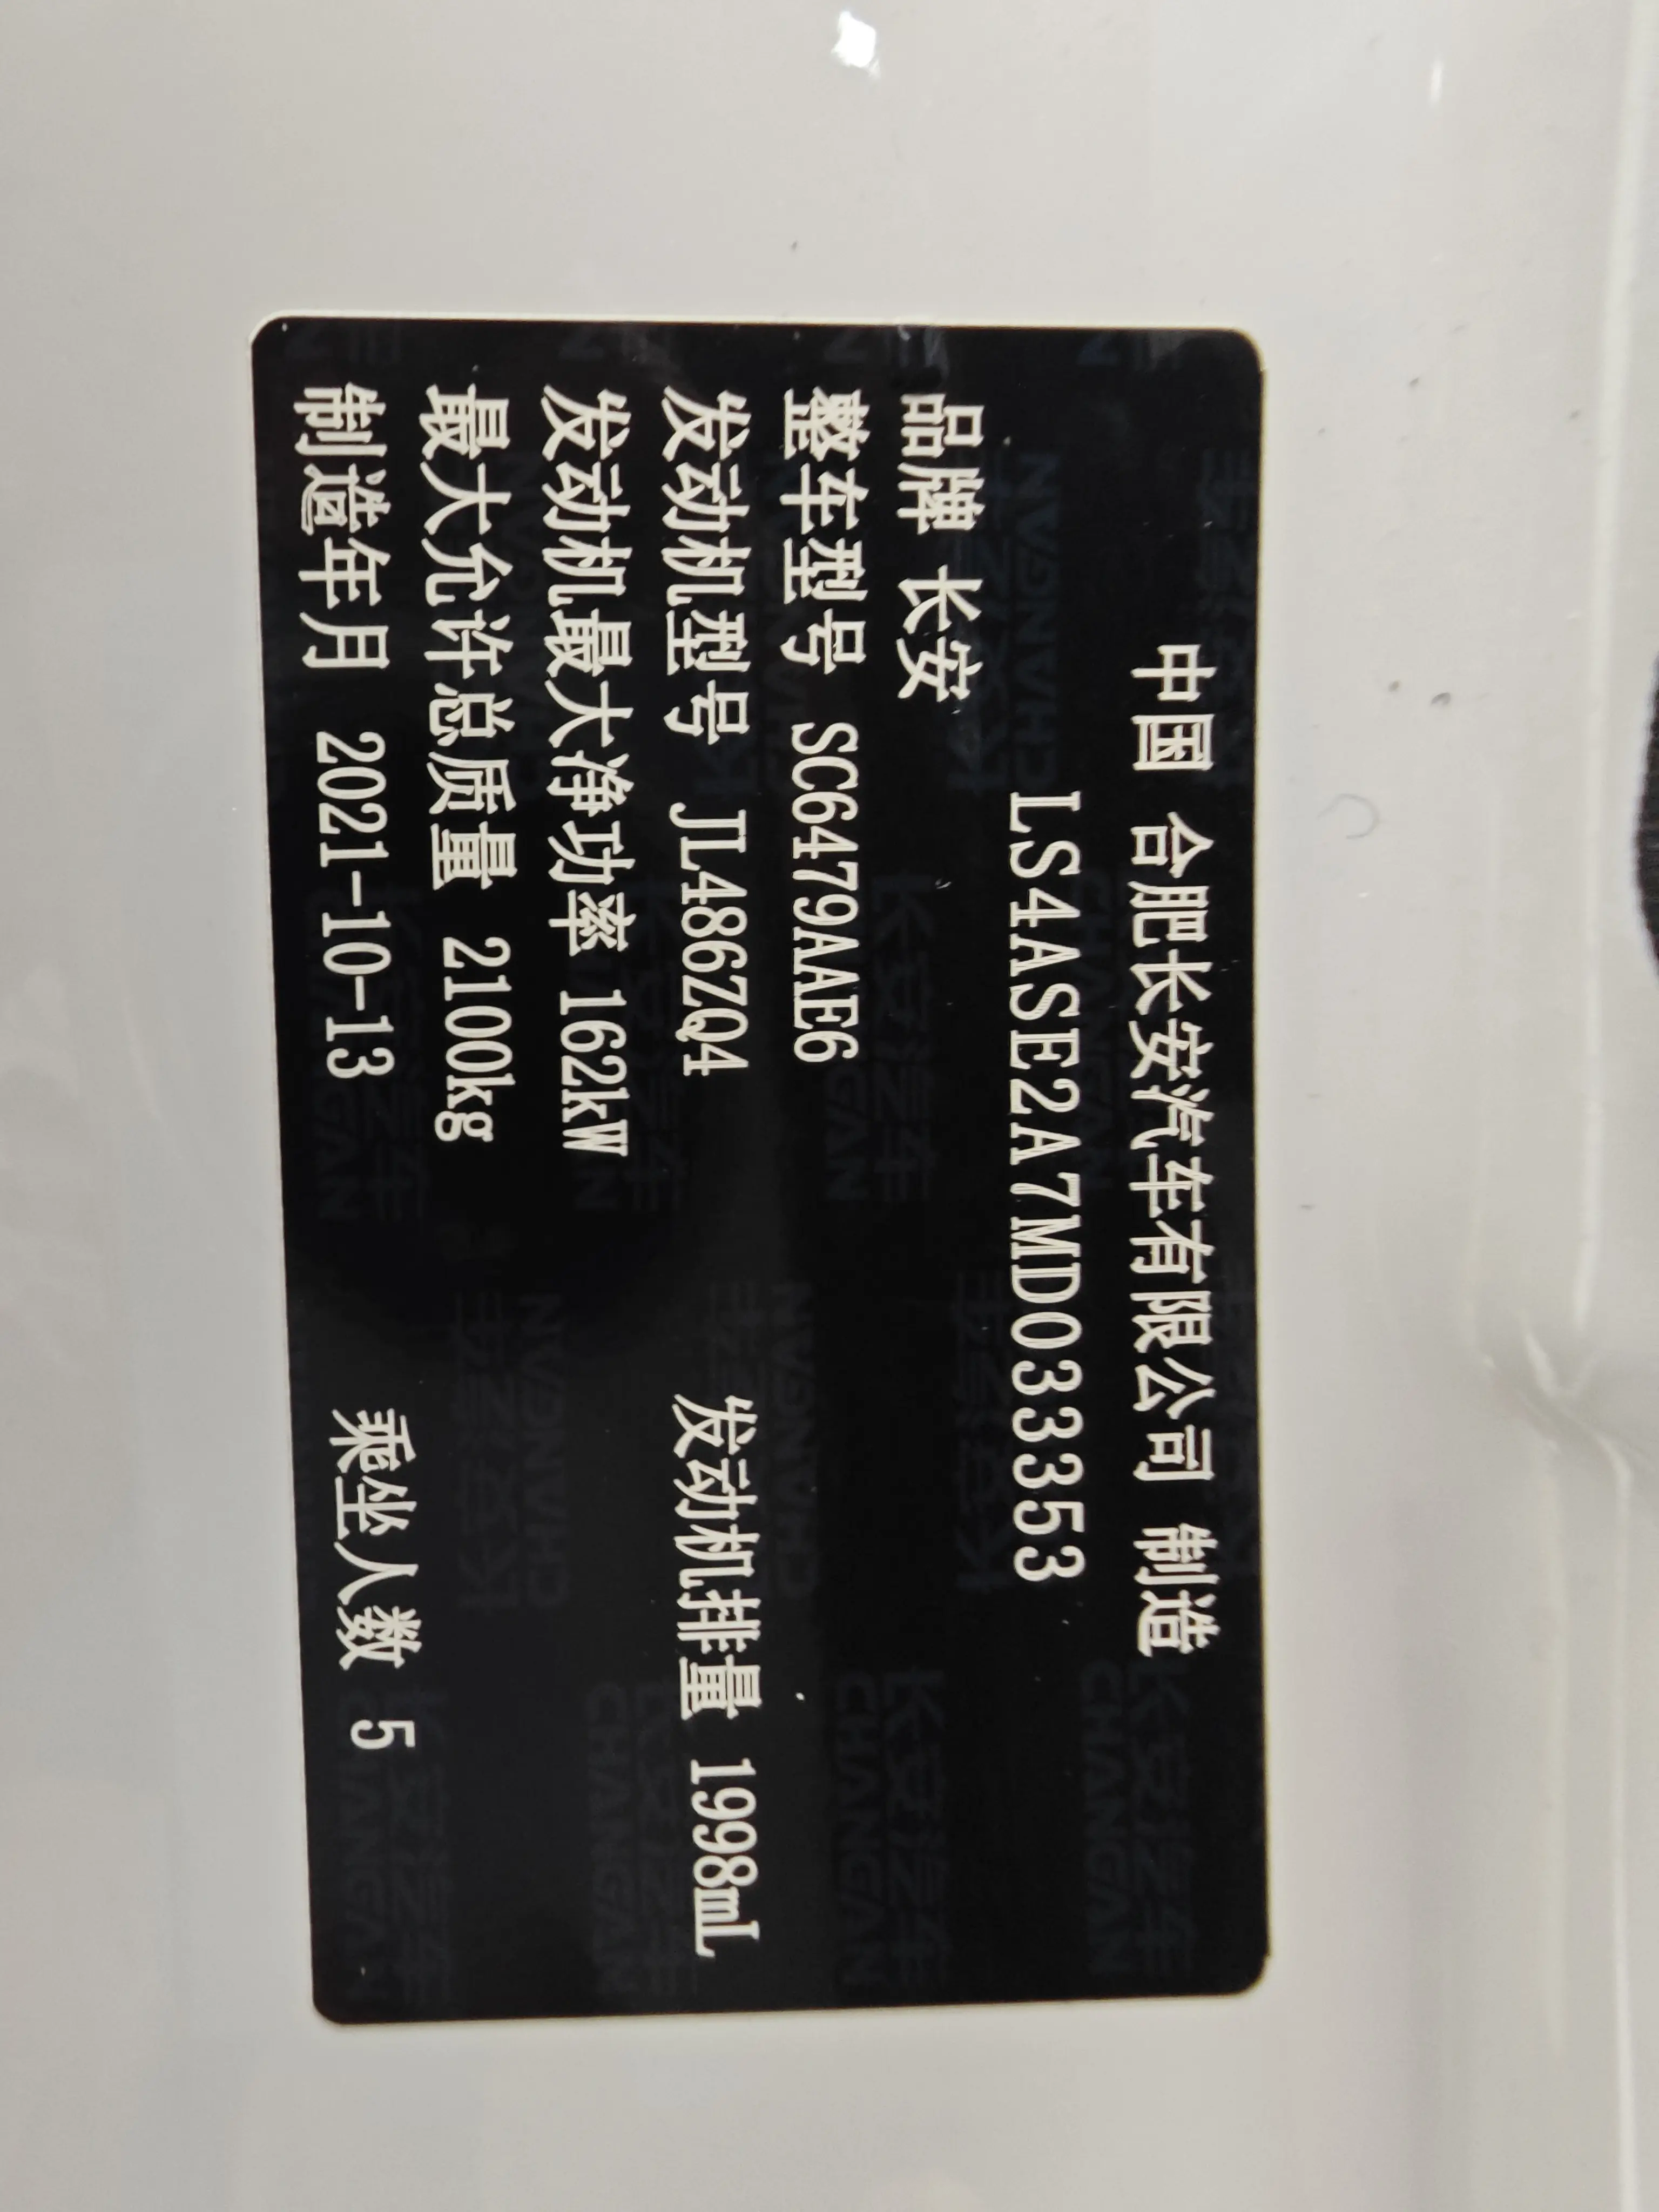 中国 合肥长安汽车有限公司 制造
LS4ASE2A7MD033353
品牌 长安
整车型号 SC6479AAE6
发动机型号 JL486ZQ4 发动机排量 1998mL
发动机最大净功率 162kW
最大允许总质量 2100kg
制造年月 2021-10-13 乘坐人数 5